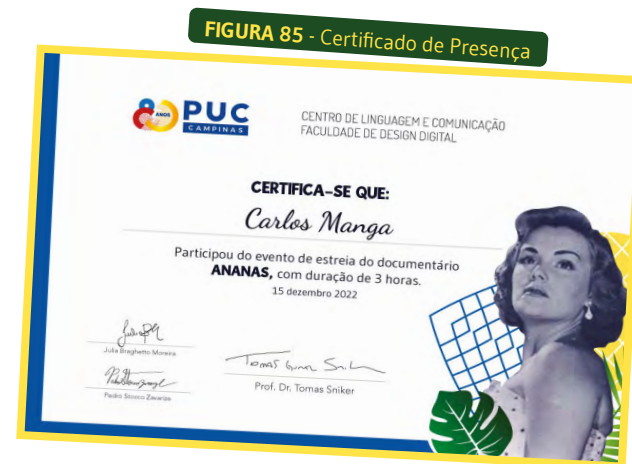 FIGURA 85 - Certificado de Presença
80 ANOS
PUC
CAMPINAS
CENTRO DE LINGUAGEM E COMUNICAÇÃO
FACULDADE DE DESIGN DIGITAL
CERTIFICA-SE QUE:
Carlos Manga
Participou do evento de estreia do documentário
ANANAS, com duração de 3 horas.
15 dezembro 2022
Julia Braghetto Moreira
Pedro Stucco Zavarize
Prof. Dr. Tomas Sniker